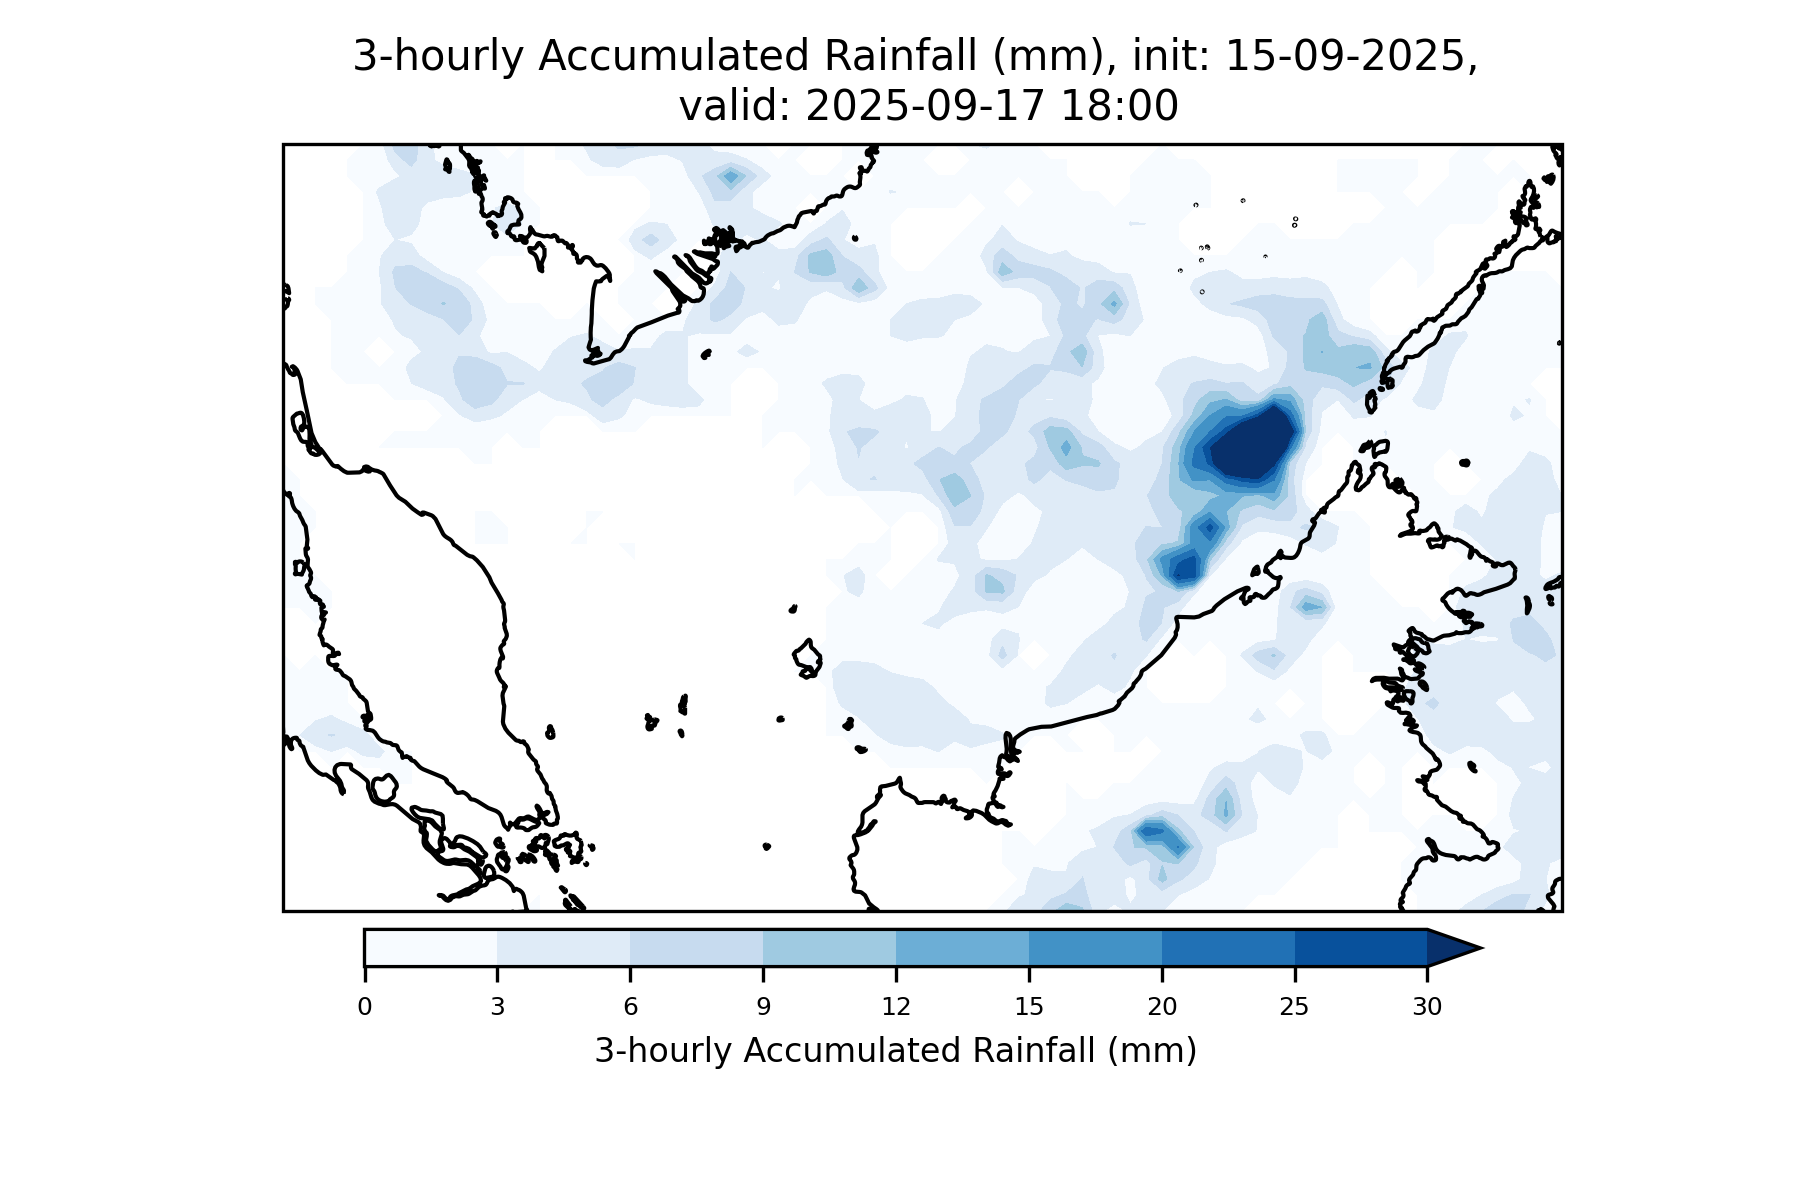 3-hourly Accumulated Rainfall (mm), init: 15-09-2025,
valid: 2025-09-17 18:00
0 3 6 9 12 15 20 25 30
3-hourly Accumulated Rainfall (mm)